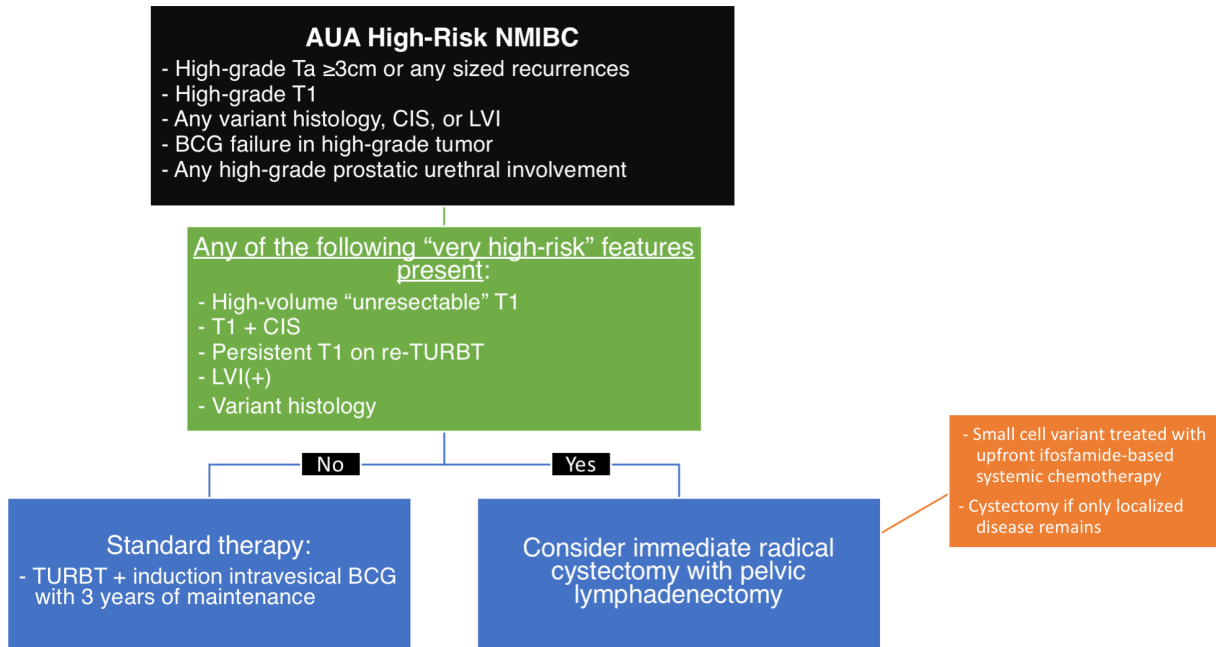 AUA High-Risk NMIBC
- High-grade Ta ≥3cm or any sized recurrences
- High-grade T1
- Any variant histology, CIS, or LVI
- BCG failure in high-grade tumor
- Any high-grade prostatic urethral involvement
Any of the following “very high-risk” features
present:
- High-volume “unresectable” T1
- T1 + CIS
- Persistent T1 on re-TURBT
- LVI(+)
- Variant histology
No
Yes
Standard therapy:
- TURBT + induction intravesical BCG
with 3 years of maintenance
Consider immediate radical
cystectomy with pelvic
lymphadenectomy
- Small cell variant treated with
upfront ifosfamide-based
systemic chemotherapy
- Cystectomy if only localized
disease remains